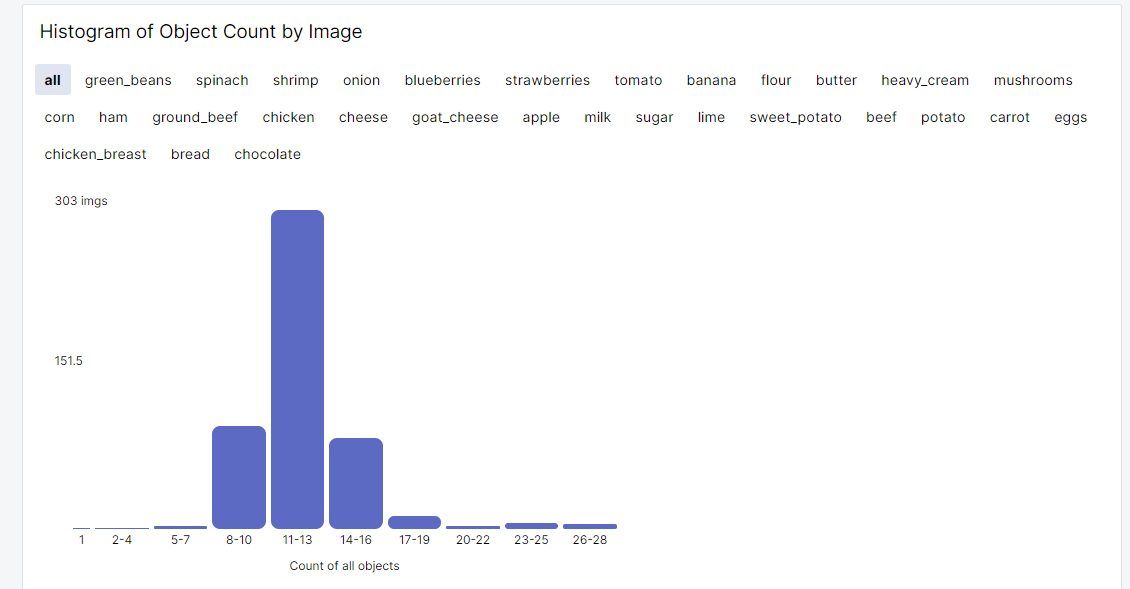 Histogram of Object Count by Image
all green_beans spinach shrimp onion blueberries strawberries tomato banana flour butter heavy_cream mushrooms
corn ham ground_beef chicken cheese goat_cheese apple milk sugar lime sweet_potato beef potato carrot eggs
chicken_breast bread chocolate
303 imgs
151.5
1 2-4 5-7 8-10 11-13 14-16 17-19 20-22 23-25 26-28
Count of all objects